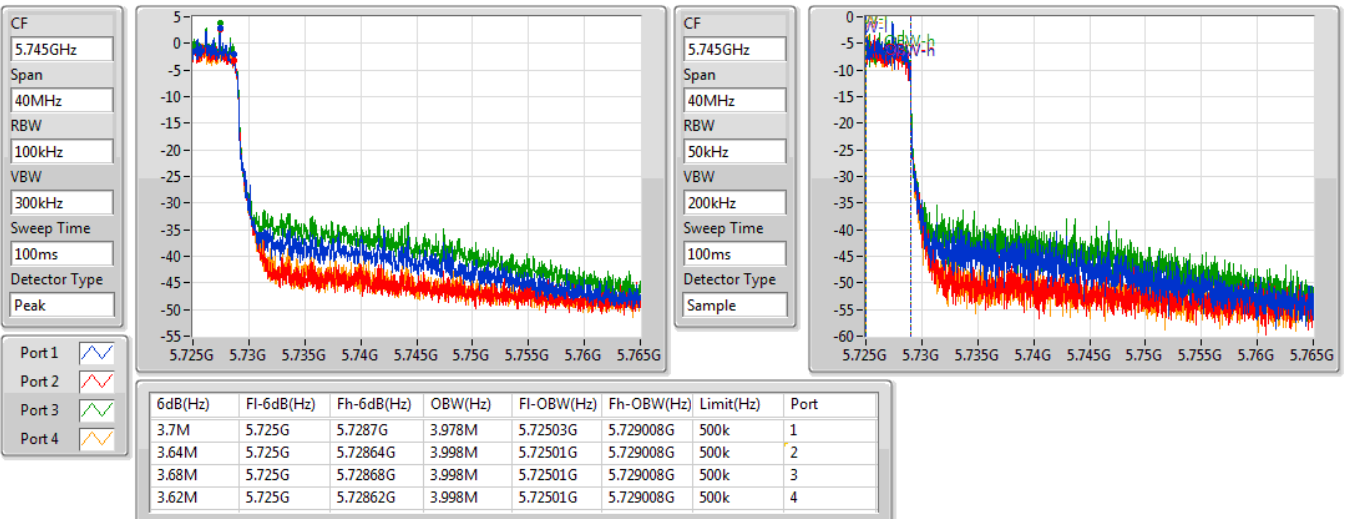 CF
5.745GHz
Span
40MHz
RBW
100kHz
VBW
300kHz
Sweep Time
100ms
Detector Type
Peak
5
0
-5
-10
-15
-20
-25
-30
-35
-40
-45
-50
-55
5.725G 5.73G 5.735G 5.74G 5.745G 5.75G 5.755G 5.76G 5.765G
CF
5.745GHz
Span
40MHz
RBW
50kHz
VBW
200kHz
Sweep Time
100ms
Detector Type
Sample
0
-5
-10
-15
-20
-25
-30
-35
-40
-45
-50
-55
-60
5.725G 5.73G 5.735G 5.74G 5.745G 5.75G 5.755G 5.76G 5.765G
Port 1
Port 2
Port 3
Port 4
6dB(Hz) Fl-6dB(Hz) Fh-6dB(Hz) OBW(Hz) Fl-OBW(Hz) Fh-OBW(Hz) Limit(Hz) Port
3.7M 5.725G 5.7287G 3.978M 5.72503G 5.729008G 500k 1
3.64M 5.725G 5.72864G 3.998M 5.72501G 5.729008G 500k 2
3.68M 5.725G 5.72868G 3.998M 5.72501G 5.729008G 500k 3
3.62M 5.725G 5.72862G 3.998M 5.72501G 5.729008G 500k 4